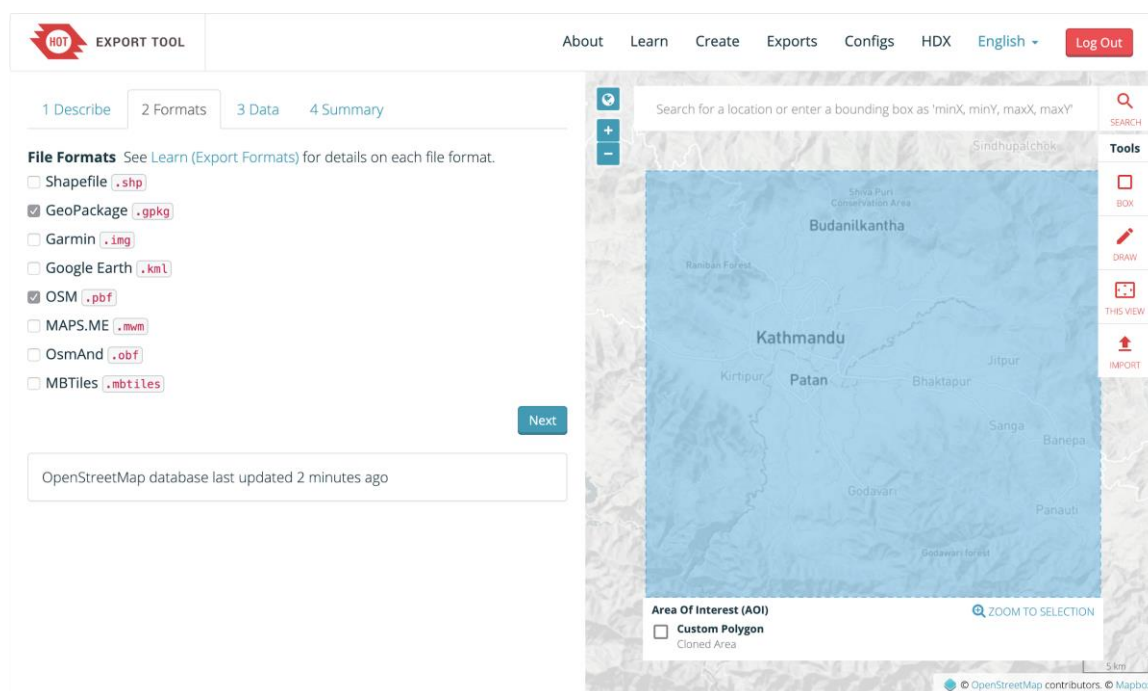 HOT EXPORT TOOL
About Learn Create Exports Configs HDX English Log Out
1 Describe 2 Formats 3 Data 4 Summary
File Formats See Learn (Export Formats) for details on each file format.
Shapefile .shp
GeoPackage .gpkg
Garmin .img
Google Earth .kml
OSM .pbf
MAPS.ME .mwm
OsmAnd .obf
MBTiles .mbtiles
Next
OpenStreetMap database last updated 2 minutes ago
+
−
Search for a location or enter a bounding box as 'minX, minY, maxX, maxY'
SEARCH
Tools
BOX
DRAW
THIS VIEW
IMPORT
Sindhupalchok
Shiva Puri
Conservation Area
Budanilkantha
Raniban Forest
Kathmandu
Jitpur
Kirtipur
Patan
Bhaktapur
Sanga
Banepa
Godavari
Panauti
Godawari forest
Area Of Interest (AOI)
ZOOM TO SELECTION
Custom Polygon
Cloned Area
5 km
© OpenStreetMap contributors. © Mapbox